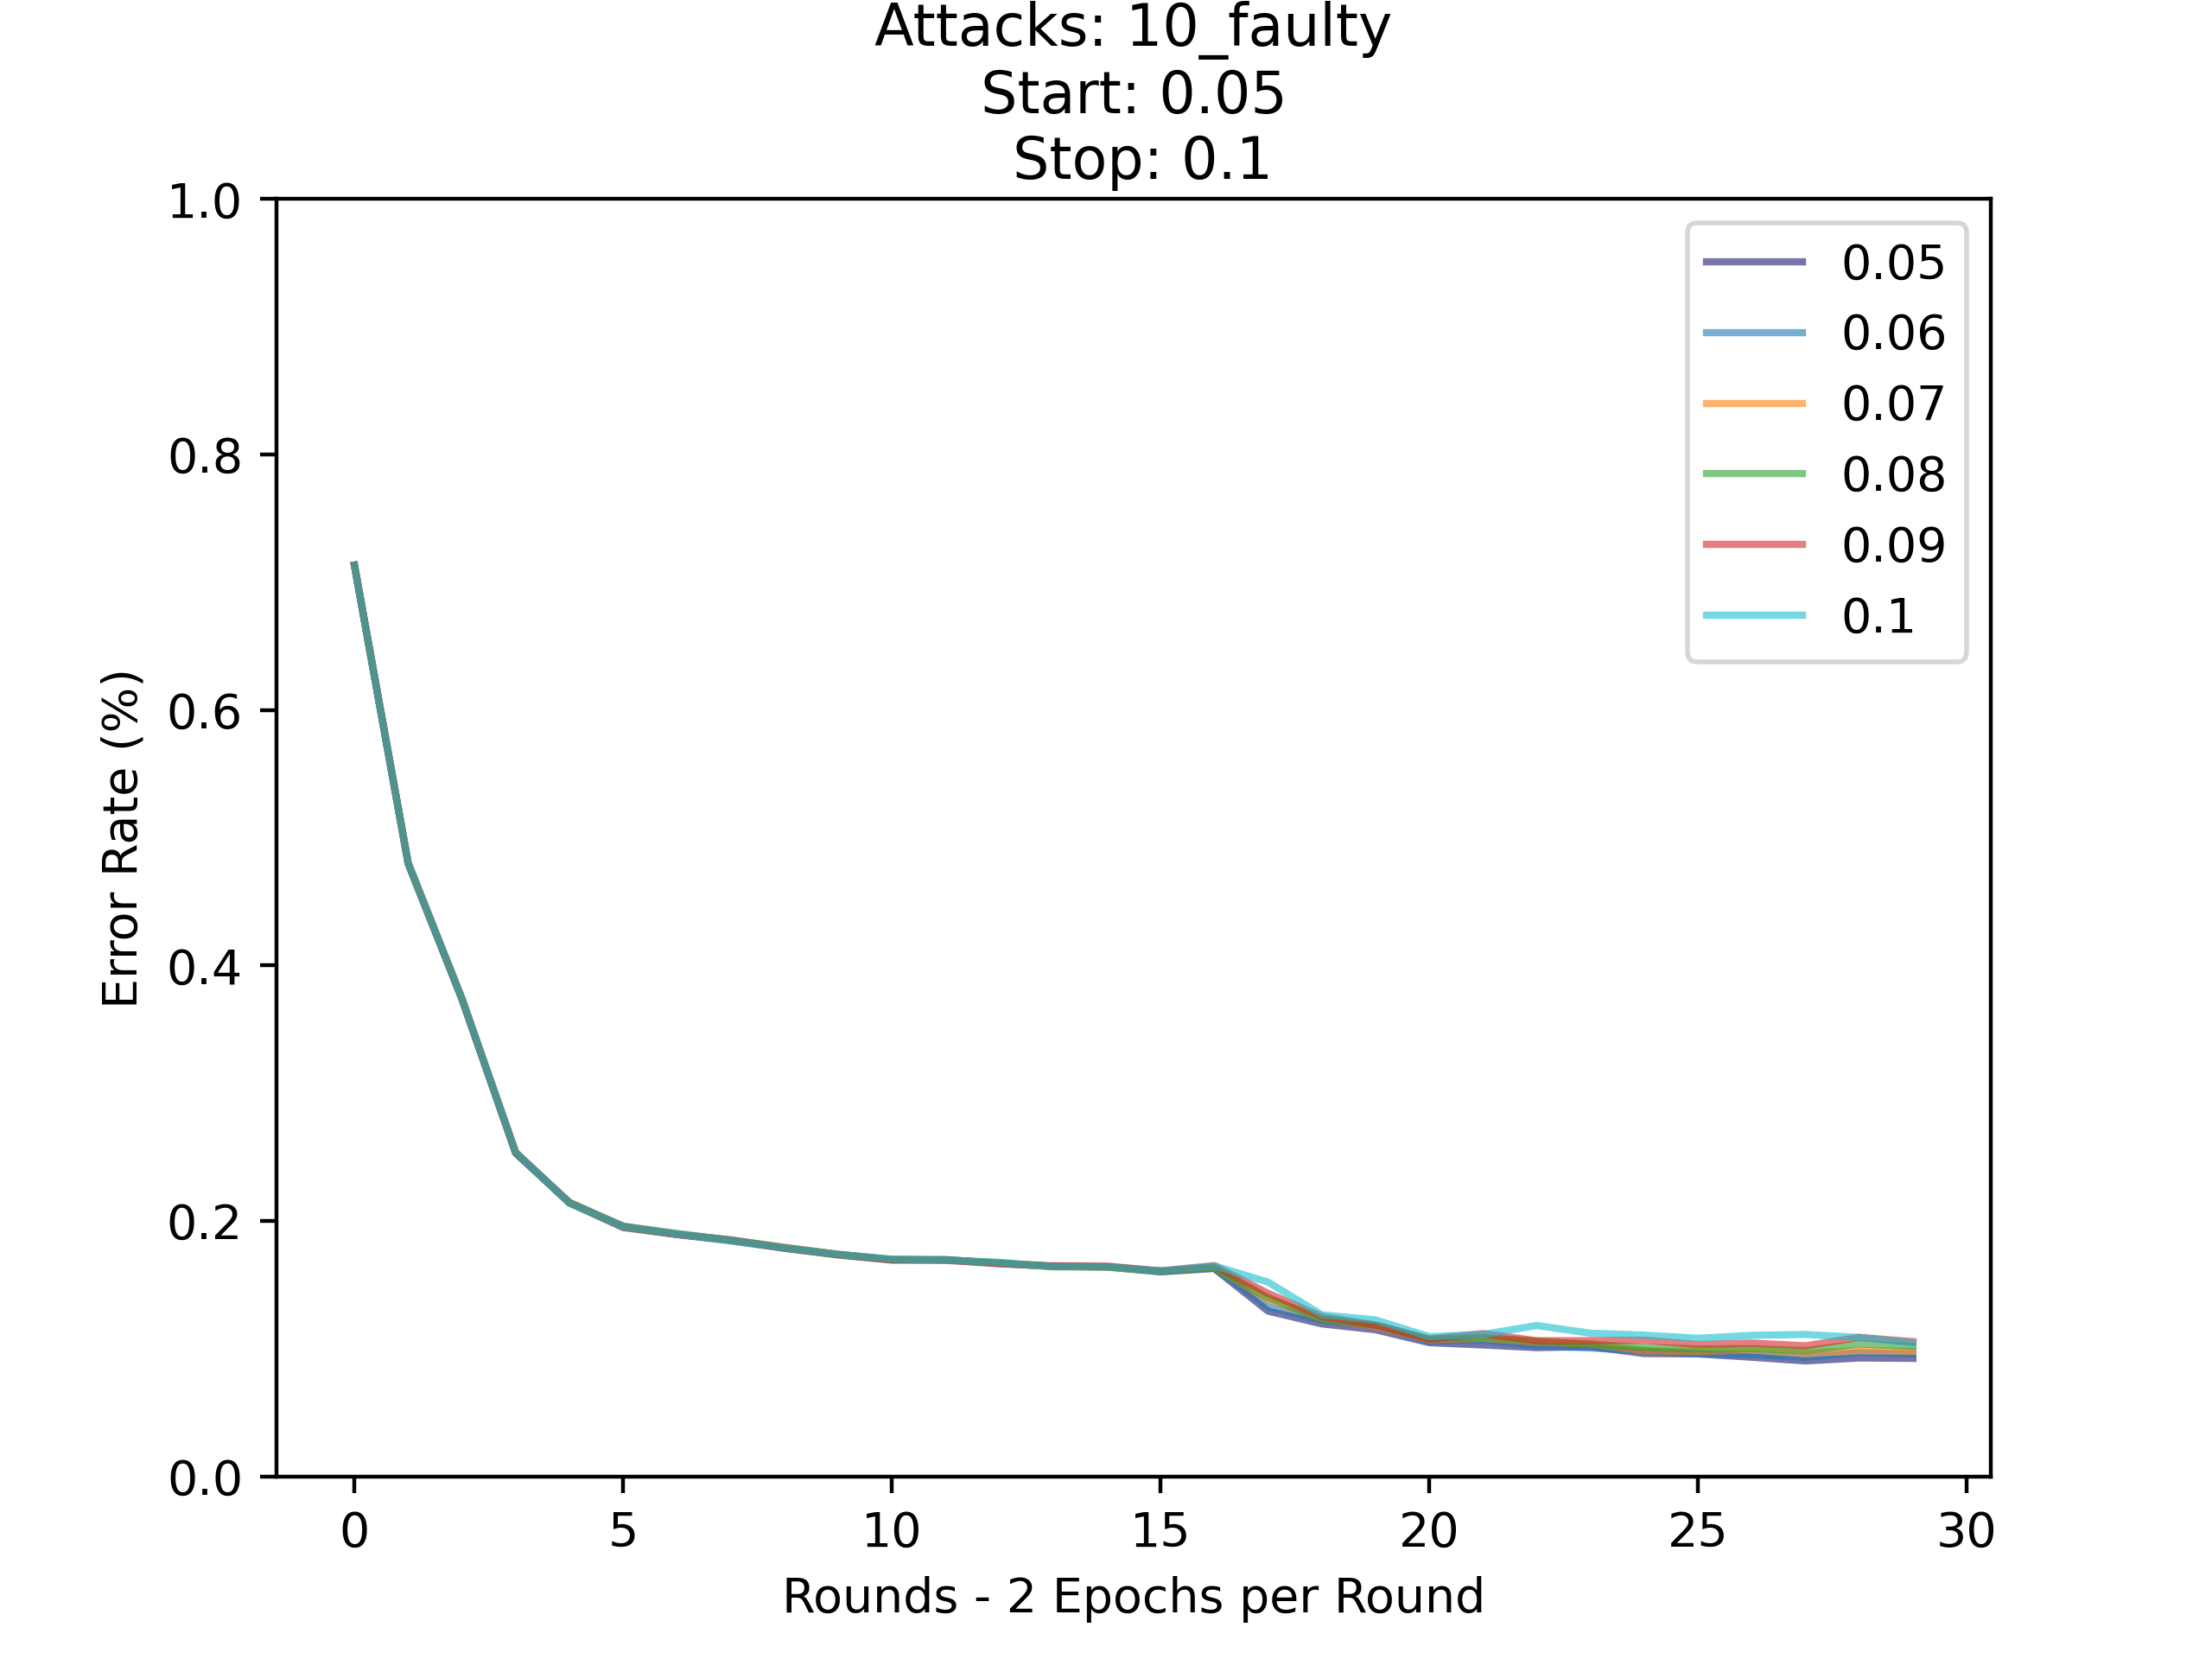 Attacks: 10_faulty
Start: 0.05
Stop: 0.1
1.0
0.8
0.6
0.4
0.2
0.0
Error Rate (%)
0.05
0.06
0.07
0.08
0.09
0.1
0 5 10 15 20 25 30
Rounds - 2 Epochs per Round